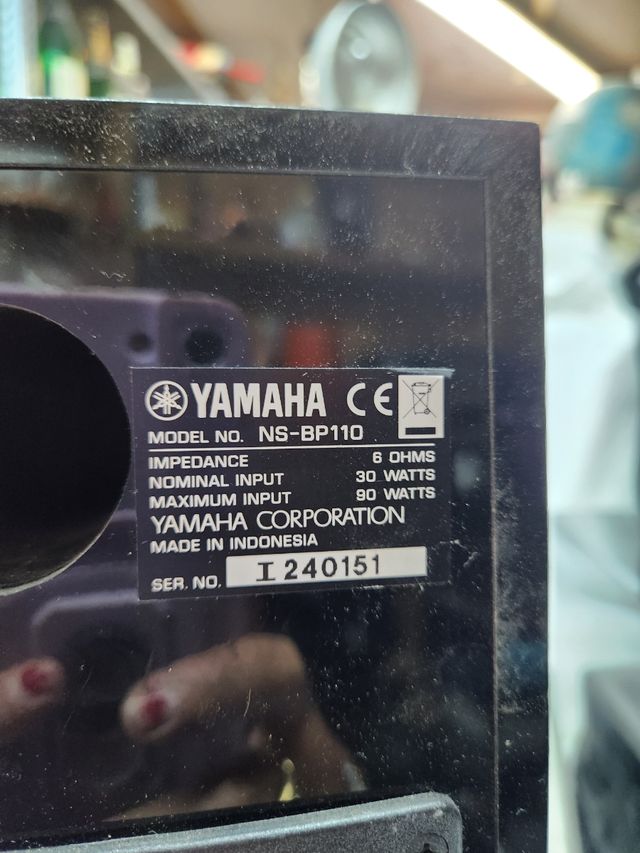 YAMAHA CE
MODEL NO. NS-BP110
IMPEDANCE 6 OHMS
NOMINAL INPUT 30 WATTS
MAXIMUM INPUT 90 WATTS
YAMAHA CORPORATION
MADE IN INDONESIA
SER. NO. I 240151